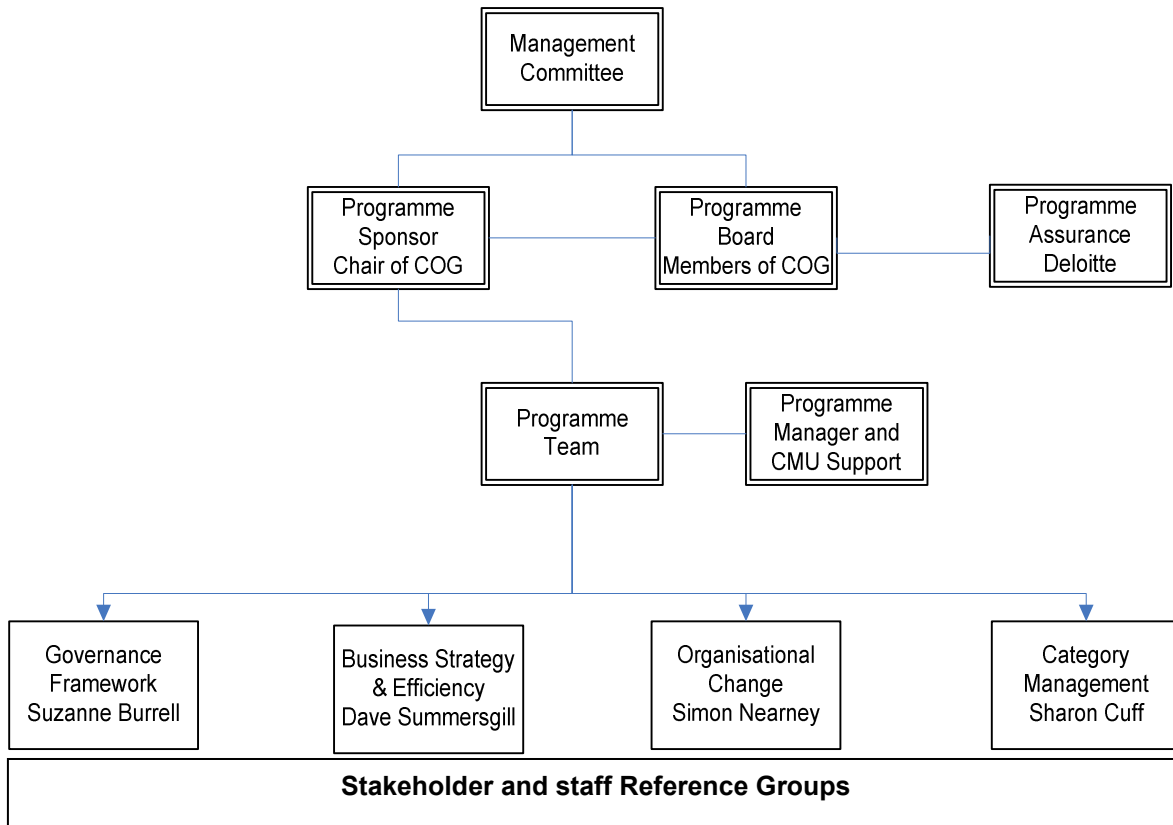 Management
Committee
Programme
Sponsor
Chair of COG
Programme
Board
Members of COG
Programme
Assurance
Deloitte
Programme
Team
Programme
Manager and
CMU Support
Governance
Framework
Suzanne Burrell
Business Strategy
& Efficiency
Dave Summersgill
Organisational
Change
Simon Nearney
Category
Management
Sharon Cuff
Stakeholder and staff Reference Groups